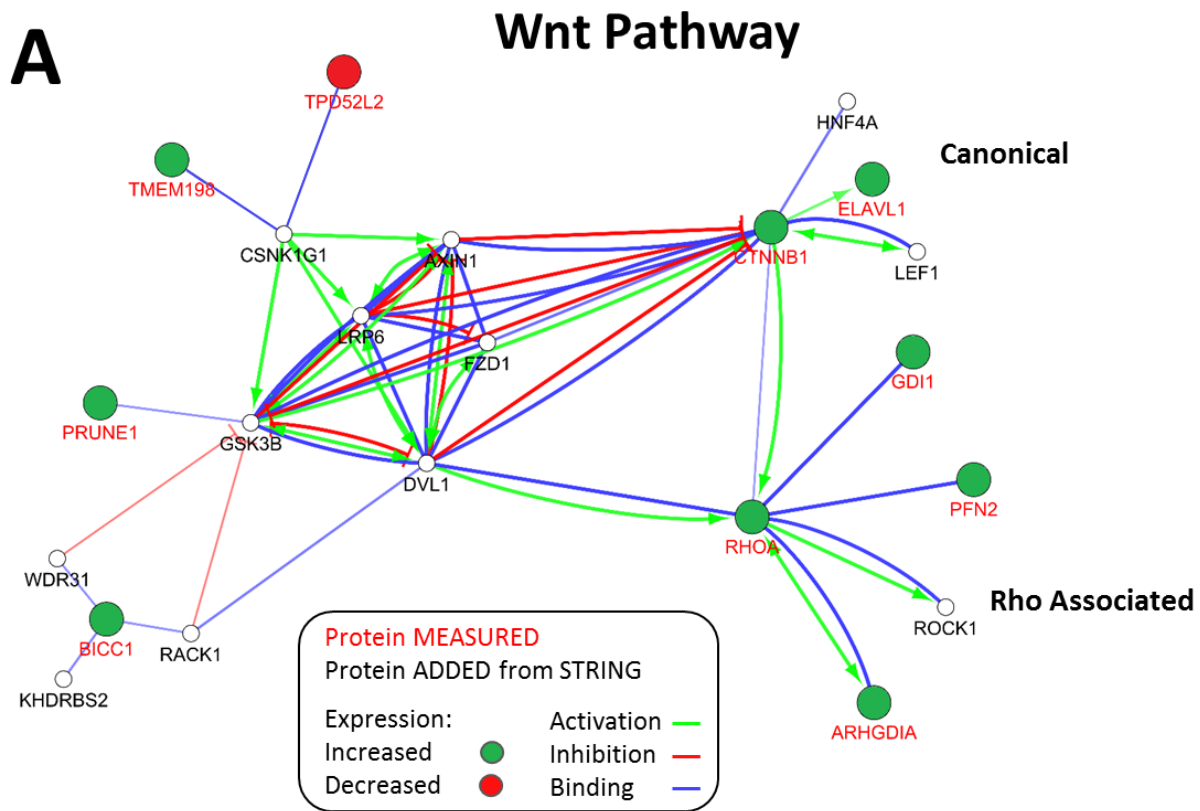 Wnt Pathway
A
TPD52L2
HNF4A
Canonical
TMEM198
ELAVL1
CSNK1G1
AXIN1
CTNNB1
LEF1
LRP6
FZD1
GDI1
PRUNE1
GSK3B
DVL1
PFN2
RHOA
WDR31
Rho Associated
ROCK1
BICC1
RACK1
KHDRBS2
ARHGDIA
Protein MEASURED
Protein ADDED from STRING
Expression:
Increased
Decreased
Activation
Inhibition
Binding